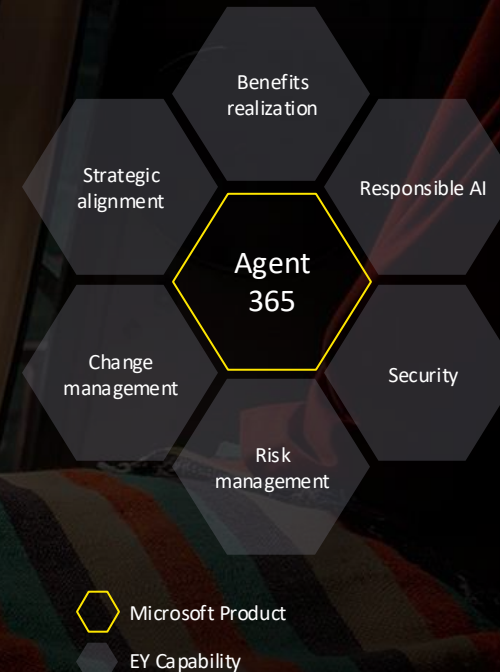 Benefits
realization
Strategic
alignment
Responsible AI
Agent
365
Change
management
Security
Risk
management
Microsoft Product
EY Capability